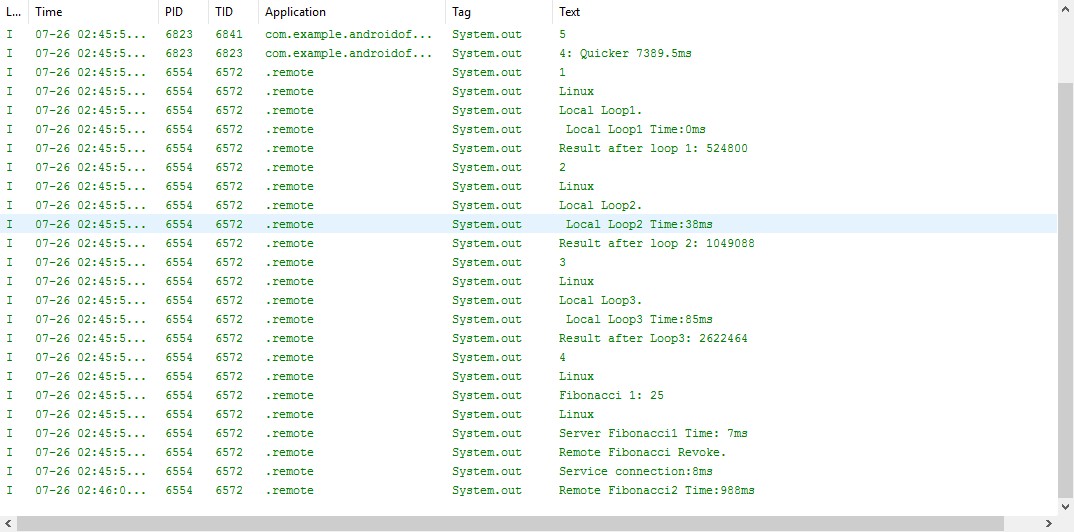 L... Time PID TID Application Tag Text
I 07-26 02:45:5... 6823 6841 com.example.androidof... System.out 5
I 07-26 02:45:5... 6823 6823 com.example.androidof... System.out 4: Quicker 7389.5ms
I 07-26 02:45:5... 6554 6572 .remote System.out 1
I 07-26 02:45:5... 6554 6572 .remote System.out Linux
I 07-26 02:45:5... 6554 6572 .remote System.out Local Loop1.
I 07-26 02:45:5... 6554 6572 .remote System.out Local Loop1 Time:0ms
I 07-26 02:45:5... 6554 6572 .remote System.out Result after loop 1: 524800
I 07-26 02:45:5... 6554 6572 .remote System.out 2
I 07-26 02:45:5... 6554 6572 .remote System.out Linux
I 07-26 02:45:5... 6554 6572 .remote System.out Local Loop2.
I 07-26 02:45:5... 6554 6572 .remote System.out Local Loop2 Time:38ms
I 07-26 02:45:5... 6554 6572 .remote System.out Result after loop 2: 1049088
I 07-26 02:45:5... 6554 6572 .remote System.out 3
I 07-26 02:45:5... 6554 6572 .remote System.out Linux
I 07-26 02:45:5... 6554 6572 .remote System.out Local Loop3.
I 07-26 02:45:5... 6554 6572 .remote System.out Local Loop3 Time:85ms
I 07-26 02:45:5... 6554 6572 .remote System.out Result after Loop3: 2622464
I 07-26 02:45:5... 6554 6572 .remote System.out 4
I 07-26 02:45:5... 6554 6572 .remote System.out Linux
I 07-26 02:45:5... 6554 6572 .remote System.out Fibonacci 1: 25
I 07-26 02:45:5... 6554 6572 .remote System.out Linux
I 07-26 02:45:5... 6554 6572 .remote System.out Server Fibonacci1 Time: 7ms
I 07-26 02:45:5... 6554 6572 .remote System.out Remote Fibonacci Revoke.
I 07-26 02:45:5... 6554 6572 .remote System.out Service connection:8ms
I 07-26 02:46:0... 6554 6572 .remote System.out Remote Fibonacci2 Time:988ms